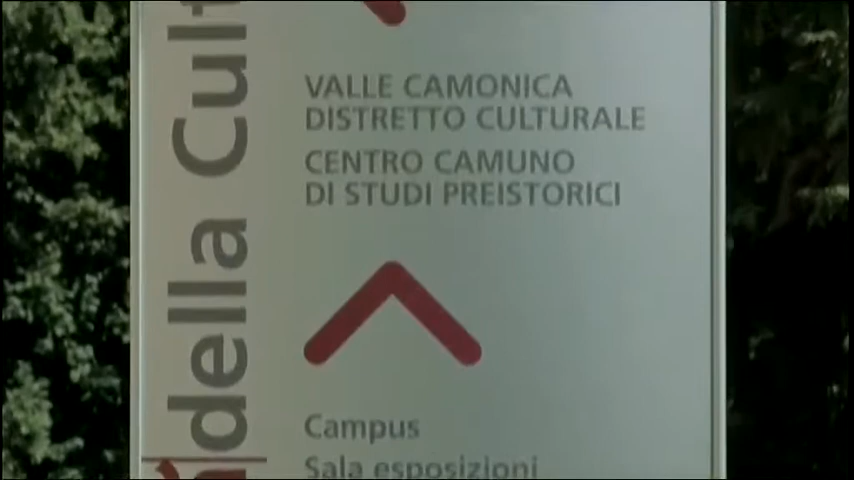 della Cult
VALLE CAMONICA
DISTRETTO CULTURALE
CENTRO CAMUNO
DI STUDI PREISTORICI
Campus
Sala esposizioni